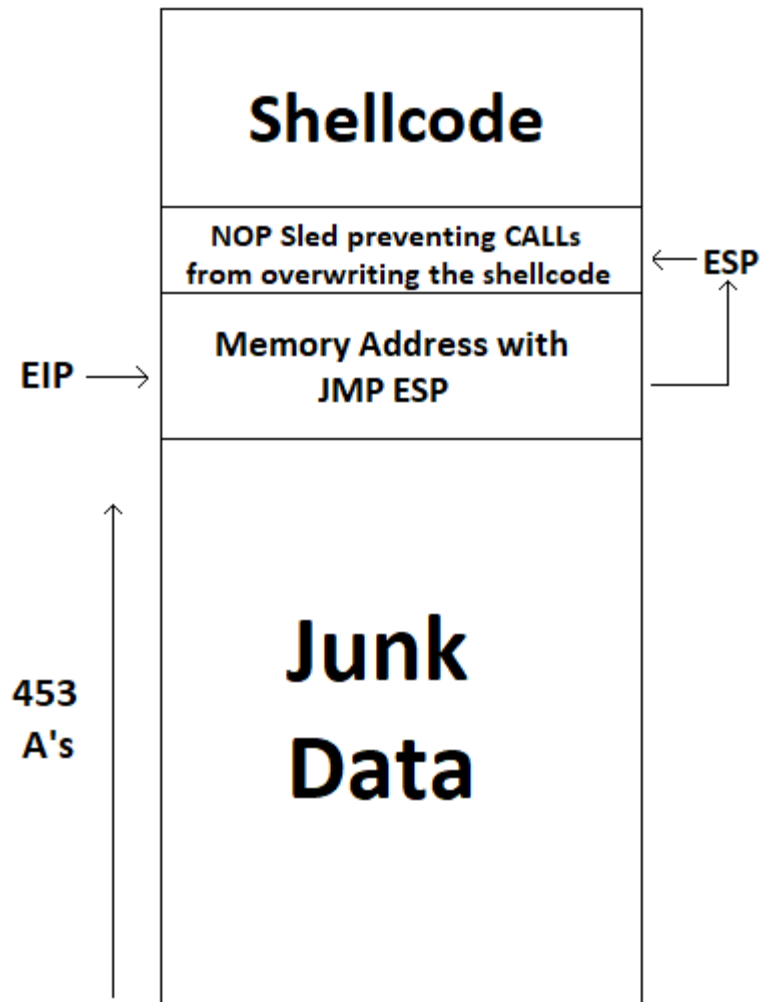 Shellcode
NOP Sled preventing CALLs
from overwriting the shellcode
ESP
Memory Address with
JMP ESP
EIP
Junk
Data
453
A's